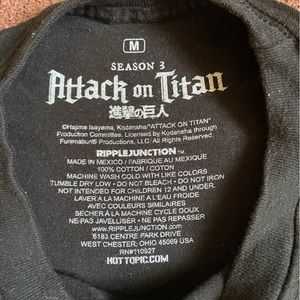 M
SEASON 3
Attack on Titan
進撃の巨人
©Hajime Isayama, Kodansha/"ATTACK ON TITAN"
Production Committee. Licensed by Kodansha through
Funimation® Productions, LLC. All Rights Reserved.
RIPPLE JUNCTION™
MADE IN MEXICO / FABRIQUE AU MEXIQUE
100% COTTON / COTON
MACHINE WASH COLD WITH LIKE COLORS
TUMBLE DRY LOW - DO NOT BLEACH - DO NOT IRON
NOT INTENDED FOR CHILDREN 12 AND UNDER.
LAVER A LA MACHINE A L'EAU FROIDE
AVEC COULEURS SIMILAIRES
SÉCHER À LA MACHINE CYCLE DOUX
NE PAS JAVELLISER - NE PAS REPASSER
www.RIPPLEJUNCTION.com
6183 CENTRE PARK DRIVE
WEST CHESTER, OHIO 45069 USA
RN#110927
HOTTOPIC.COM